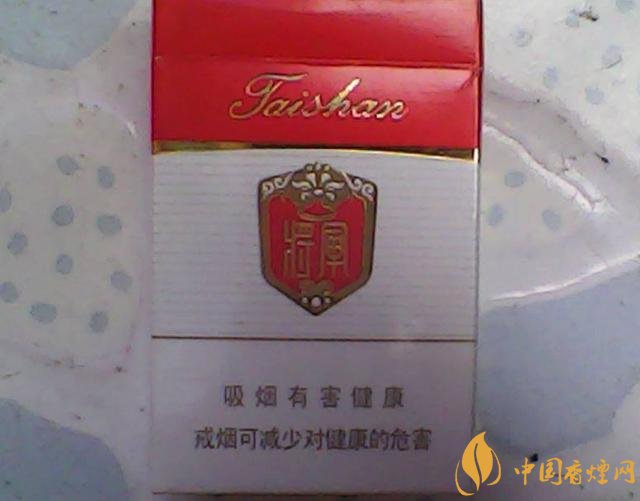 Taishan
将军
吸烟有害健康
戒烟可减少对健康的危害
中国香烟网